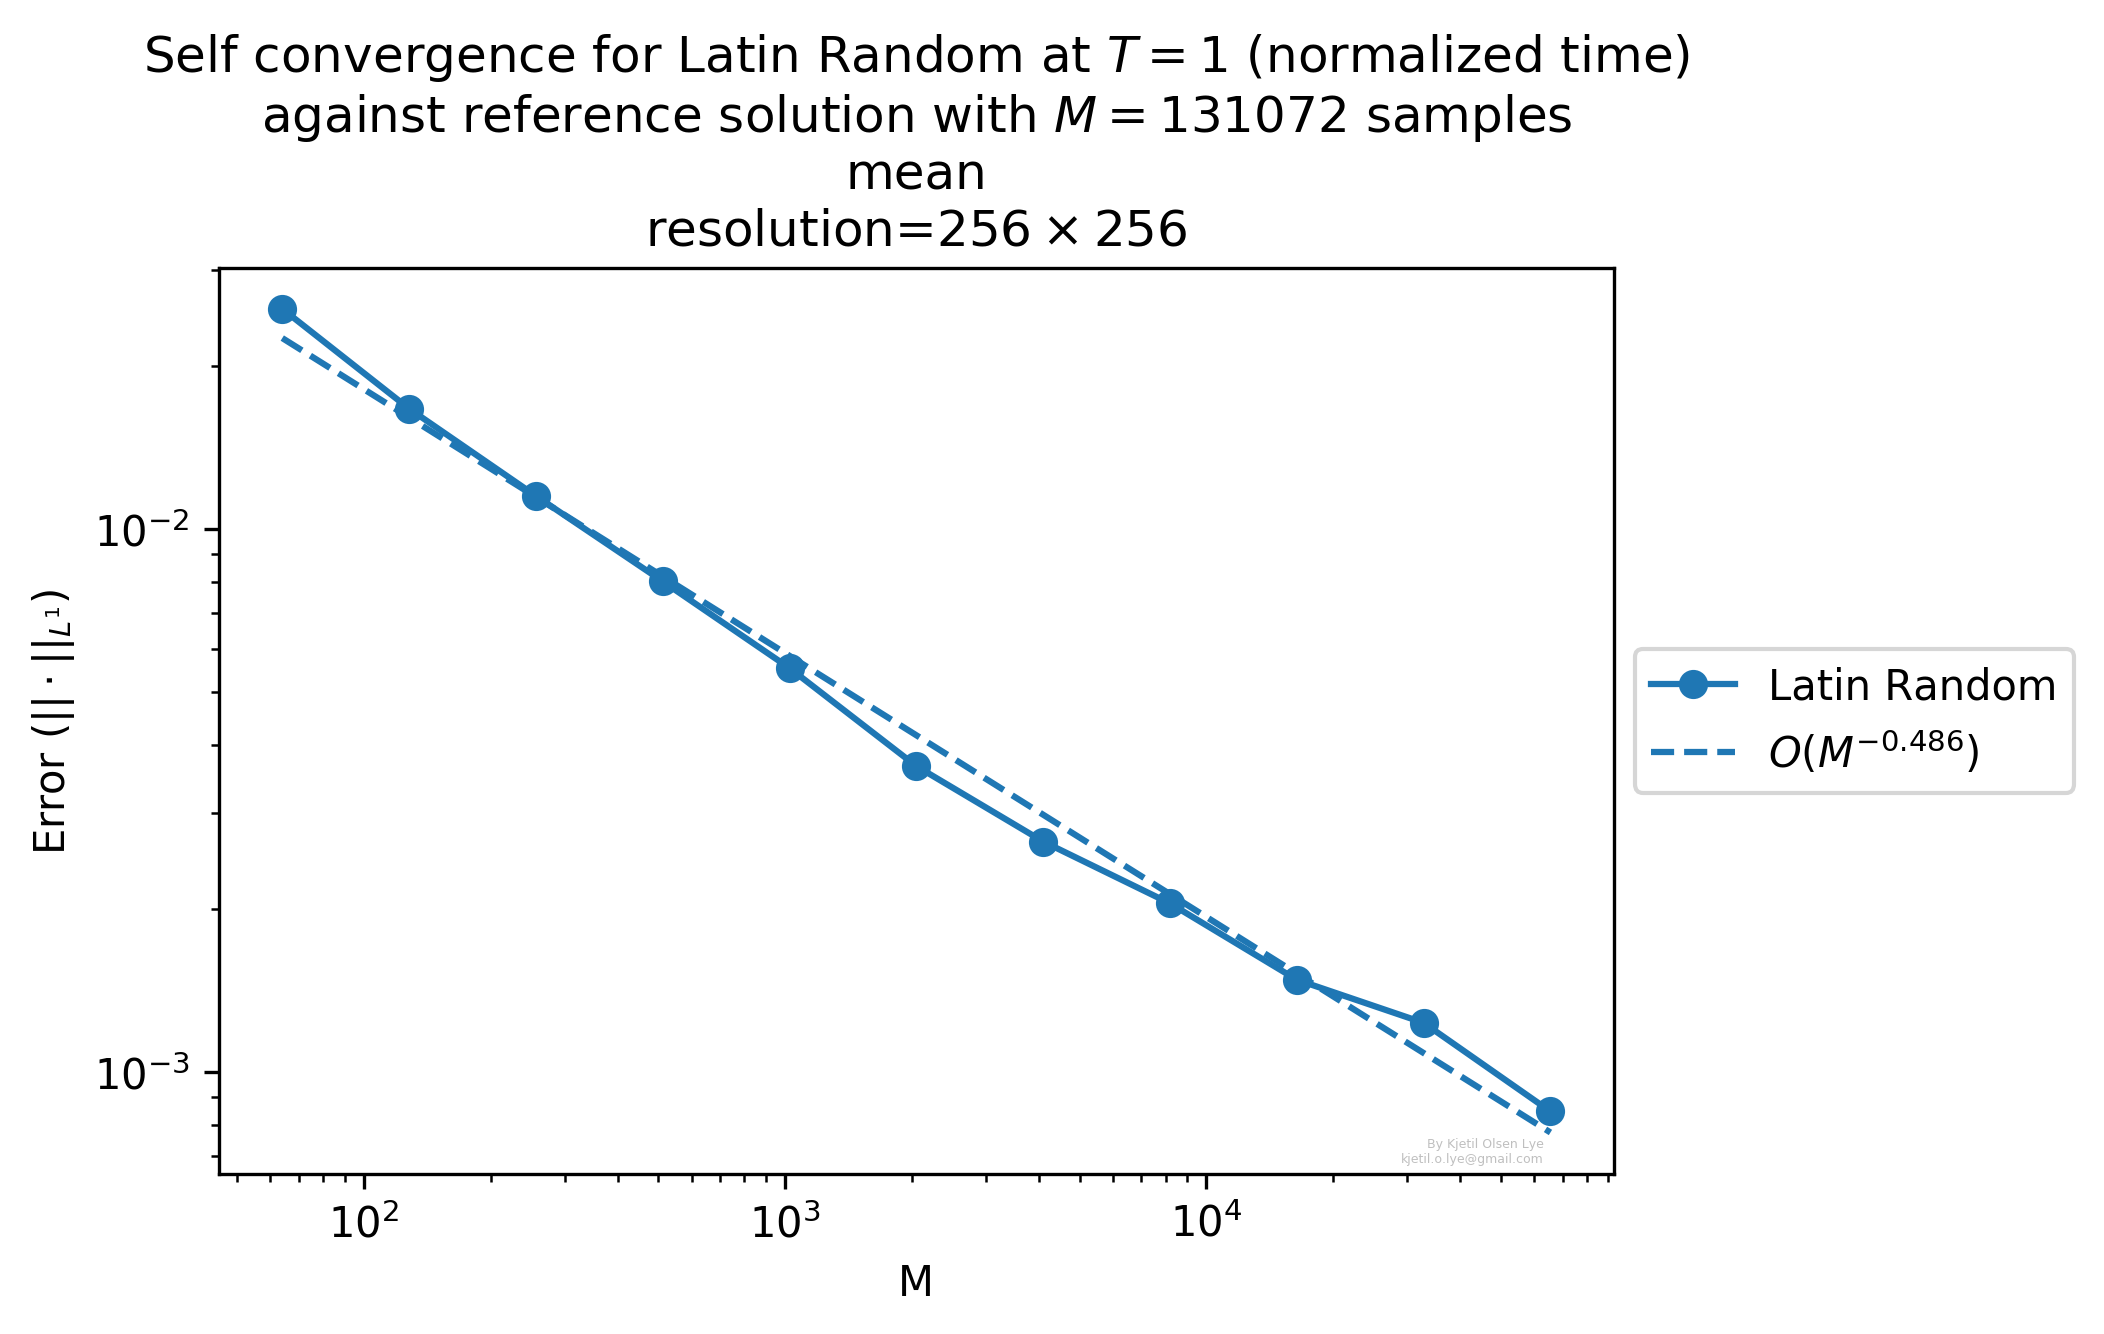 Self convergence for Latin Random at T = 1 (normalized time)
against reference solution with M = 131072 samples
mean
resolution=256 × 256
Error (|| · ||_{L^1})
10^{-2}
10^{-3}
10^2
10^3
10^4
M
Latin Random
O(M^{-0.486})
By Kjetil Olsen Lye
kjetil.o.lye@gmail.com